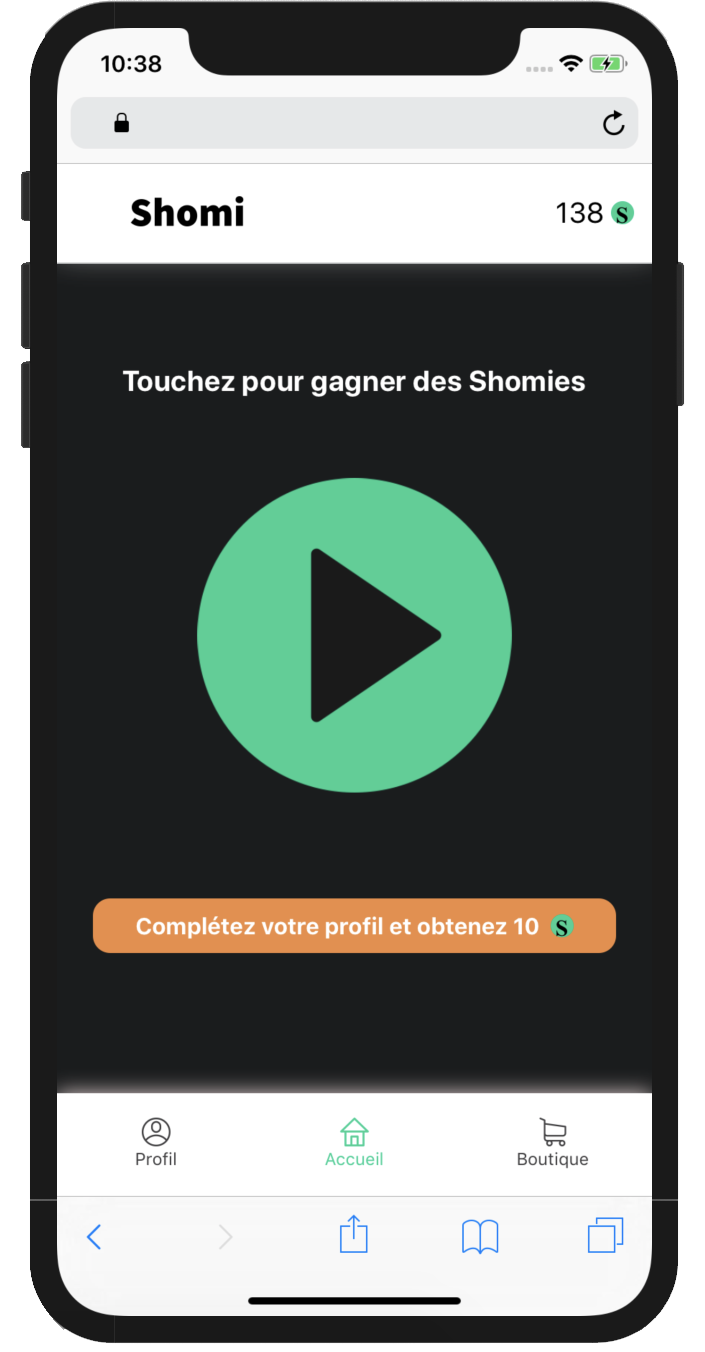 10:38
Shomi
138 S
Touchez pour gagner des Shomies
Complétez votre profil et obtenez 10 S
Profil
Accueil
Boutique